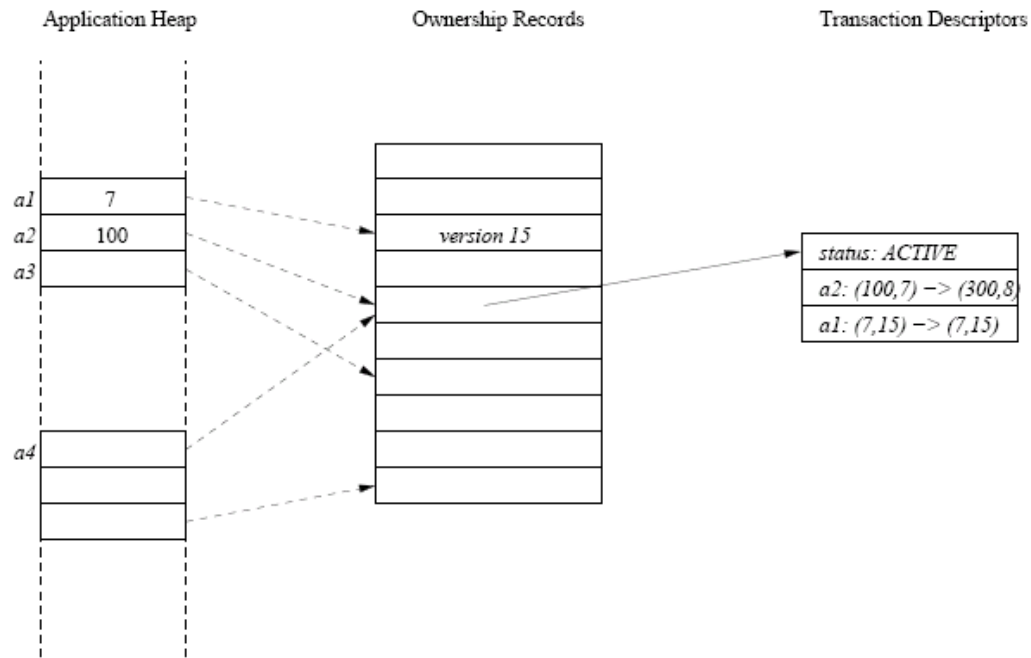 Application Heap
Ownership Records
Transaction Descriptors
a1
7
a2
100
version 15
a3
status: ACTIVE
a2: (100,7) −> (300,8)
a1: (7,15) −> (7,15)
a4